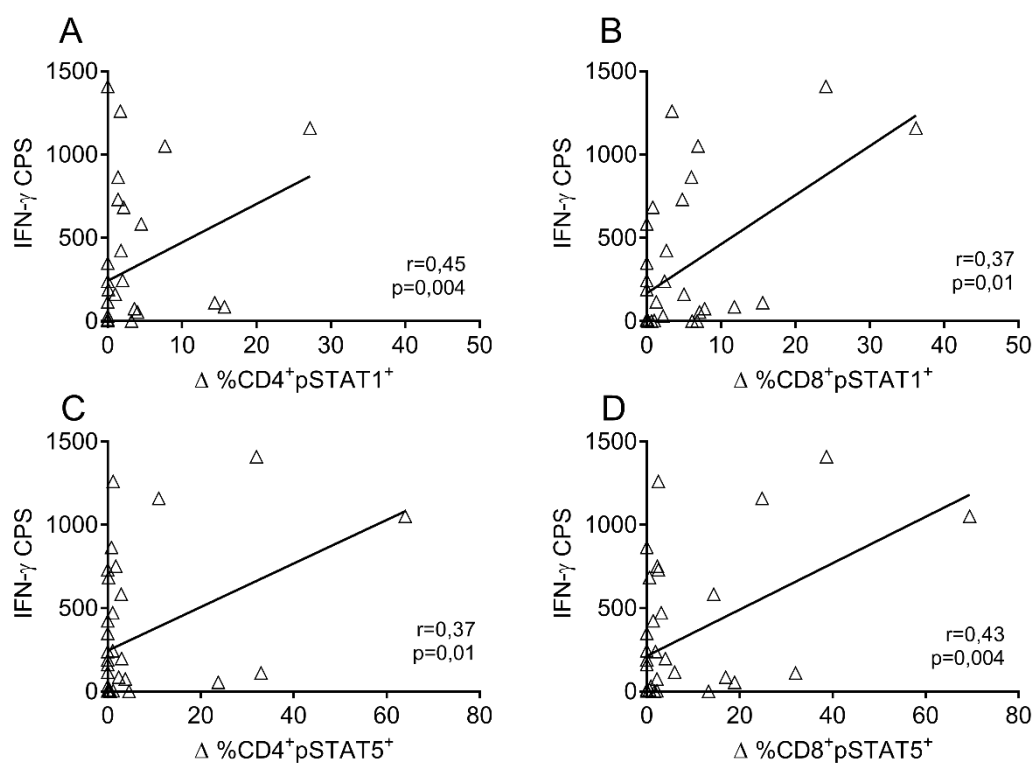 A
IFN-γ CPS
1500
1000
500
0
0 10 20 30 40 50
r=0,45
p=0,004
Δ %CD4⁺pSTAT1⁺
B
IFN-γ CPS
1500
1000
500
0
0 10 20 30 40 50
r=0,37
p=0,01
Δ %CD8⁺pSTAT1⁺
C
IFN-γ CPS
1500
1000
500
0
0 20 40 60 80
r=0,37
p=0,01
Δ %CD4⁺pSTAT5⁺
D
IFN-γ CPS
1500
1000
500
0
0 20 40 60 80
r=0,43
p=0,004
Δ %CD8⁺pSTAT5⁺